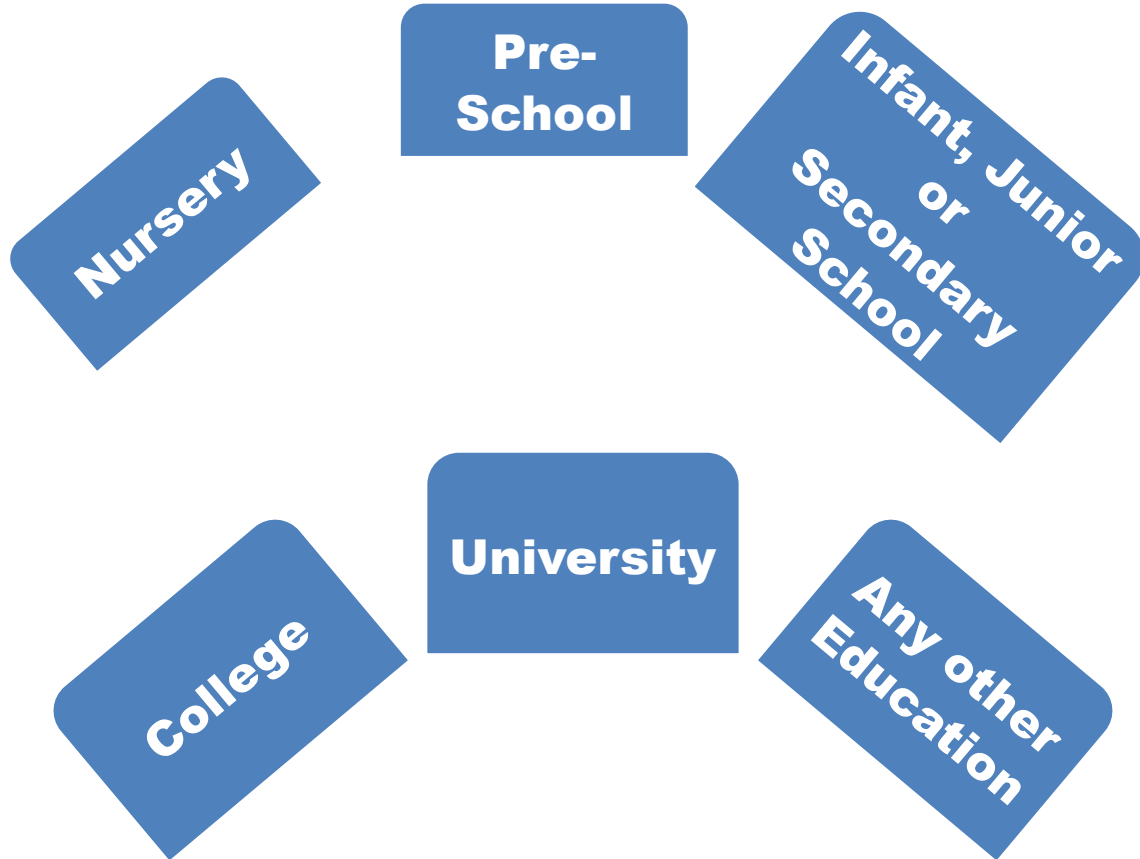 Nursery
Pre-
School
Infant, Junior
or
Secondary
School
College
University
Any other
Education